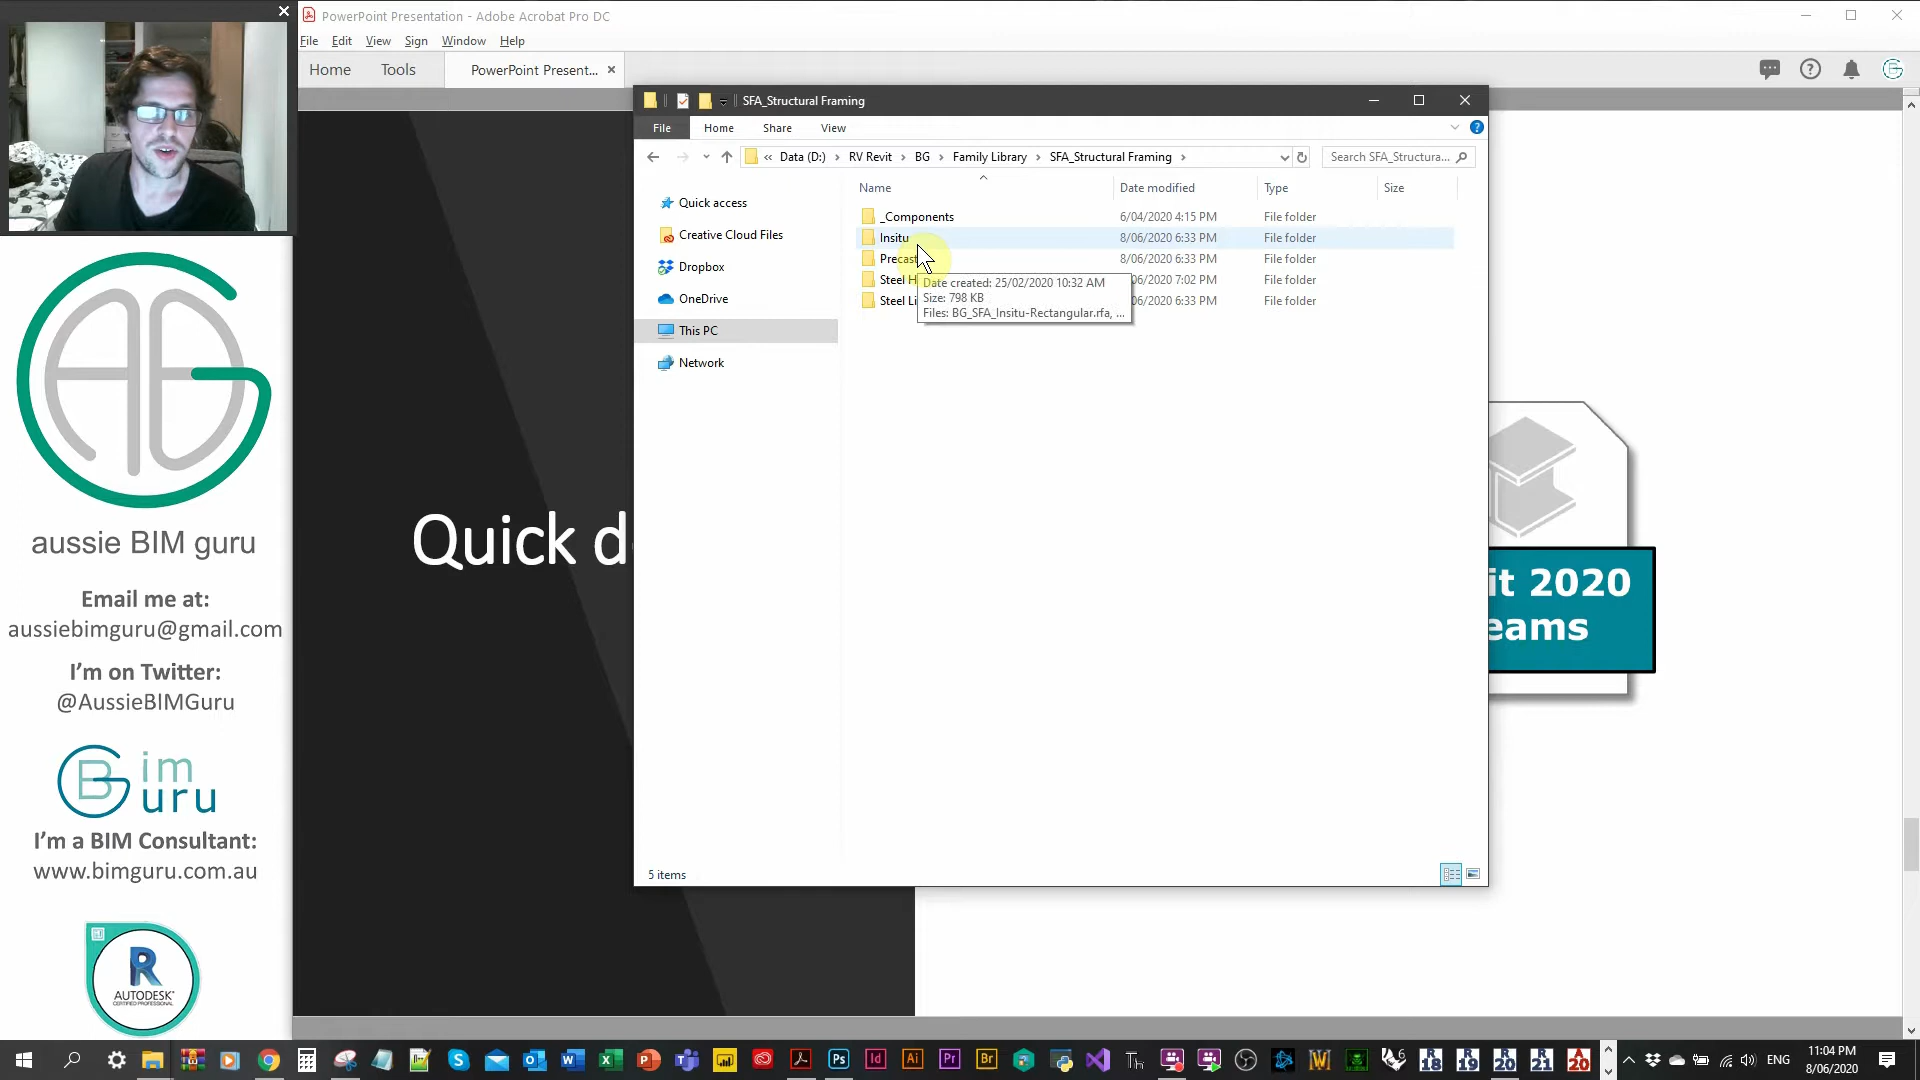 PowerPoint Presentation - Adobe Acrobat Pro DC
File Edit View Sign Window Help
Home Tools PowerPoint Present...
SFA_Structural Framing
File Home Share View
« Data (D:) › RV Revit › BG › Family Library › SFA_Structural Framing ›
Search SFA_Structura...
Name Date modified Type Size
Quick access
Creative Cloud Files
Dropbox
OneDrive
This PC
Network
_Components 6/04/2020 4:15 PM File folder
Insitu 8/06/2020 6:33 PM File folder
Precast 8/06/2020 6:33 PM File folder
Steel H 06/2020 7:02 PM File folder
Steel Li 06/2020 6:33 PM File folder
Date created: 25/02/2020 10:32 AM
Size: 798 KB
Files: BG_SFA_Insitu-Rectangular.rfa, ...
5 items
Quick d
it 2020
eams
aussie BIM guru
Email me at:
aussiebimguru@gmail.com
I'm on Twitter:
@AussieBIMGuru
BG im
uru
I'm a BIM Consultant:
www.bimguru.com.au
R
AUTODESK
CERTIFIED PROFESSIONAL
ENG
11:04 PM
8/06/2020